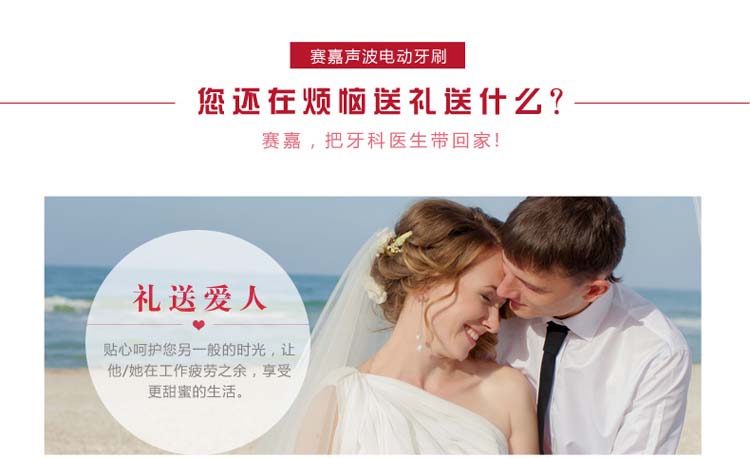 赛嘉声波电动牙刷
您还在烦恼送礼送什么?
赛嘉，把牙科医生带回家!
礼送爱人
贴心呵护您另一般的时光，让
他/她在工作疲劳之余，享受
更甜蜜的生活。